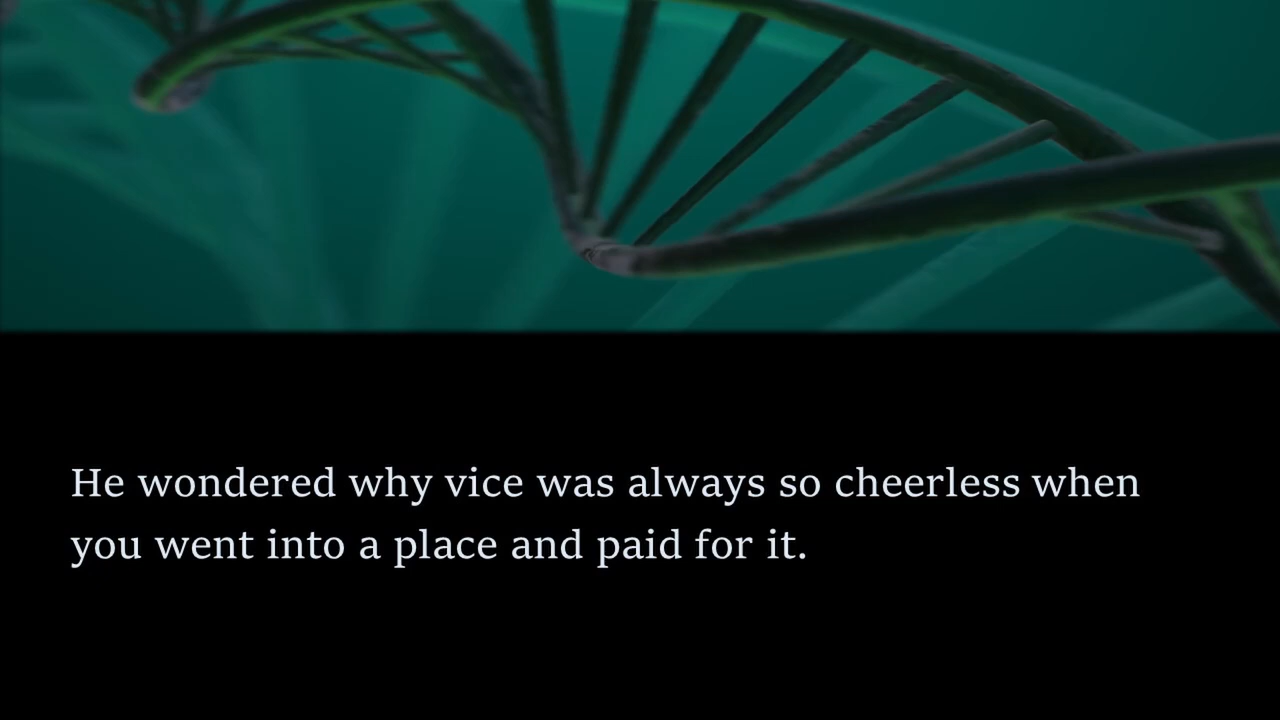 He wondered why vice was always so cheerless when
you went into a place and paid for it.